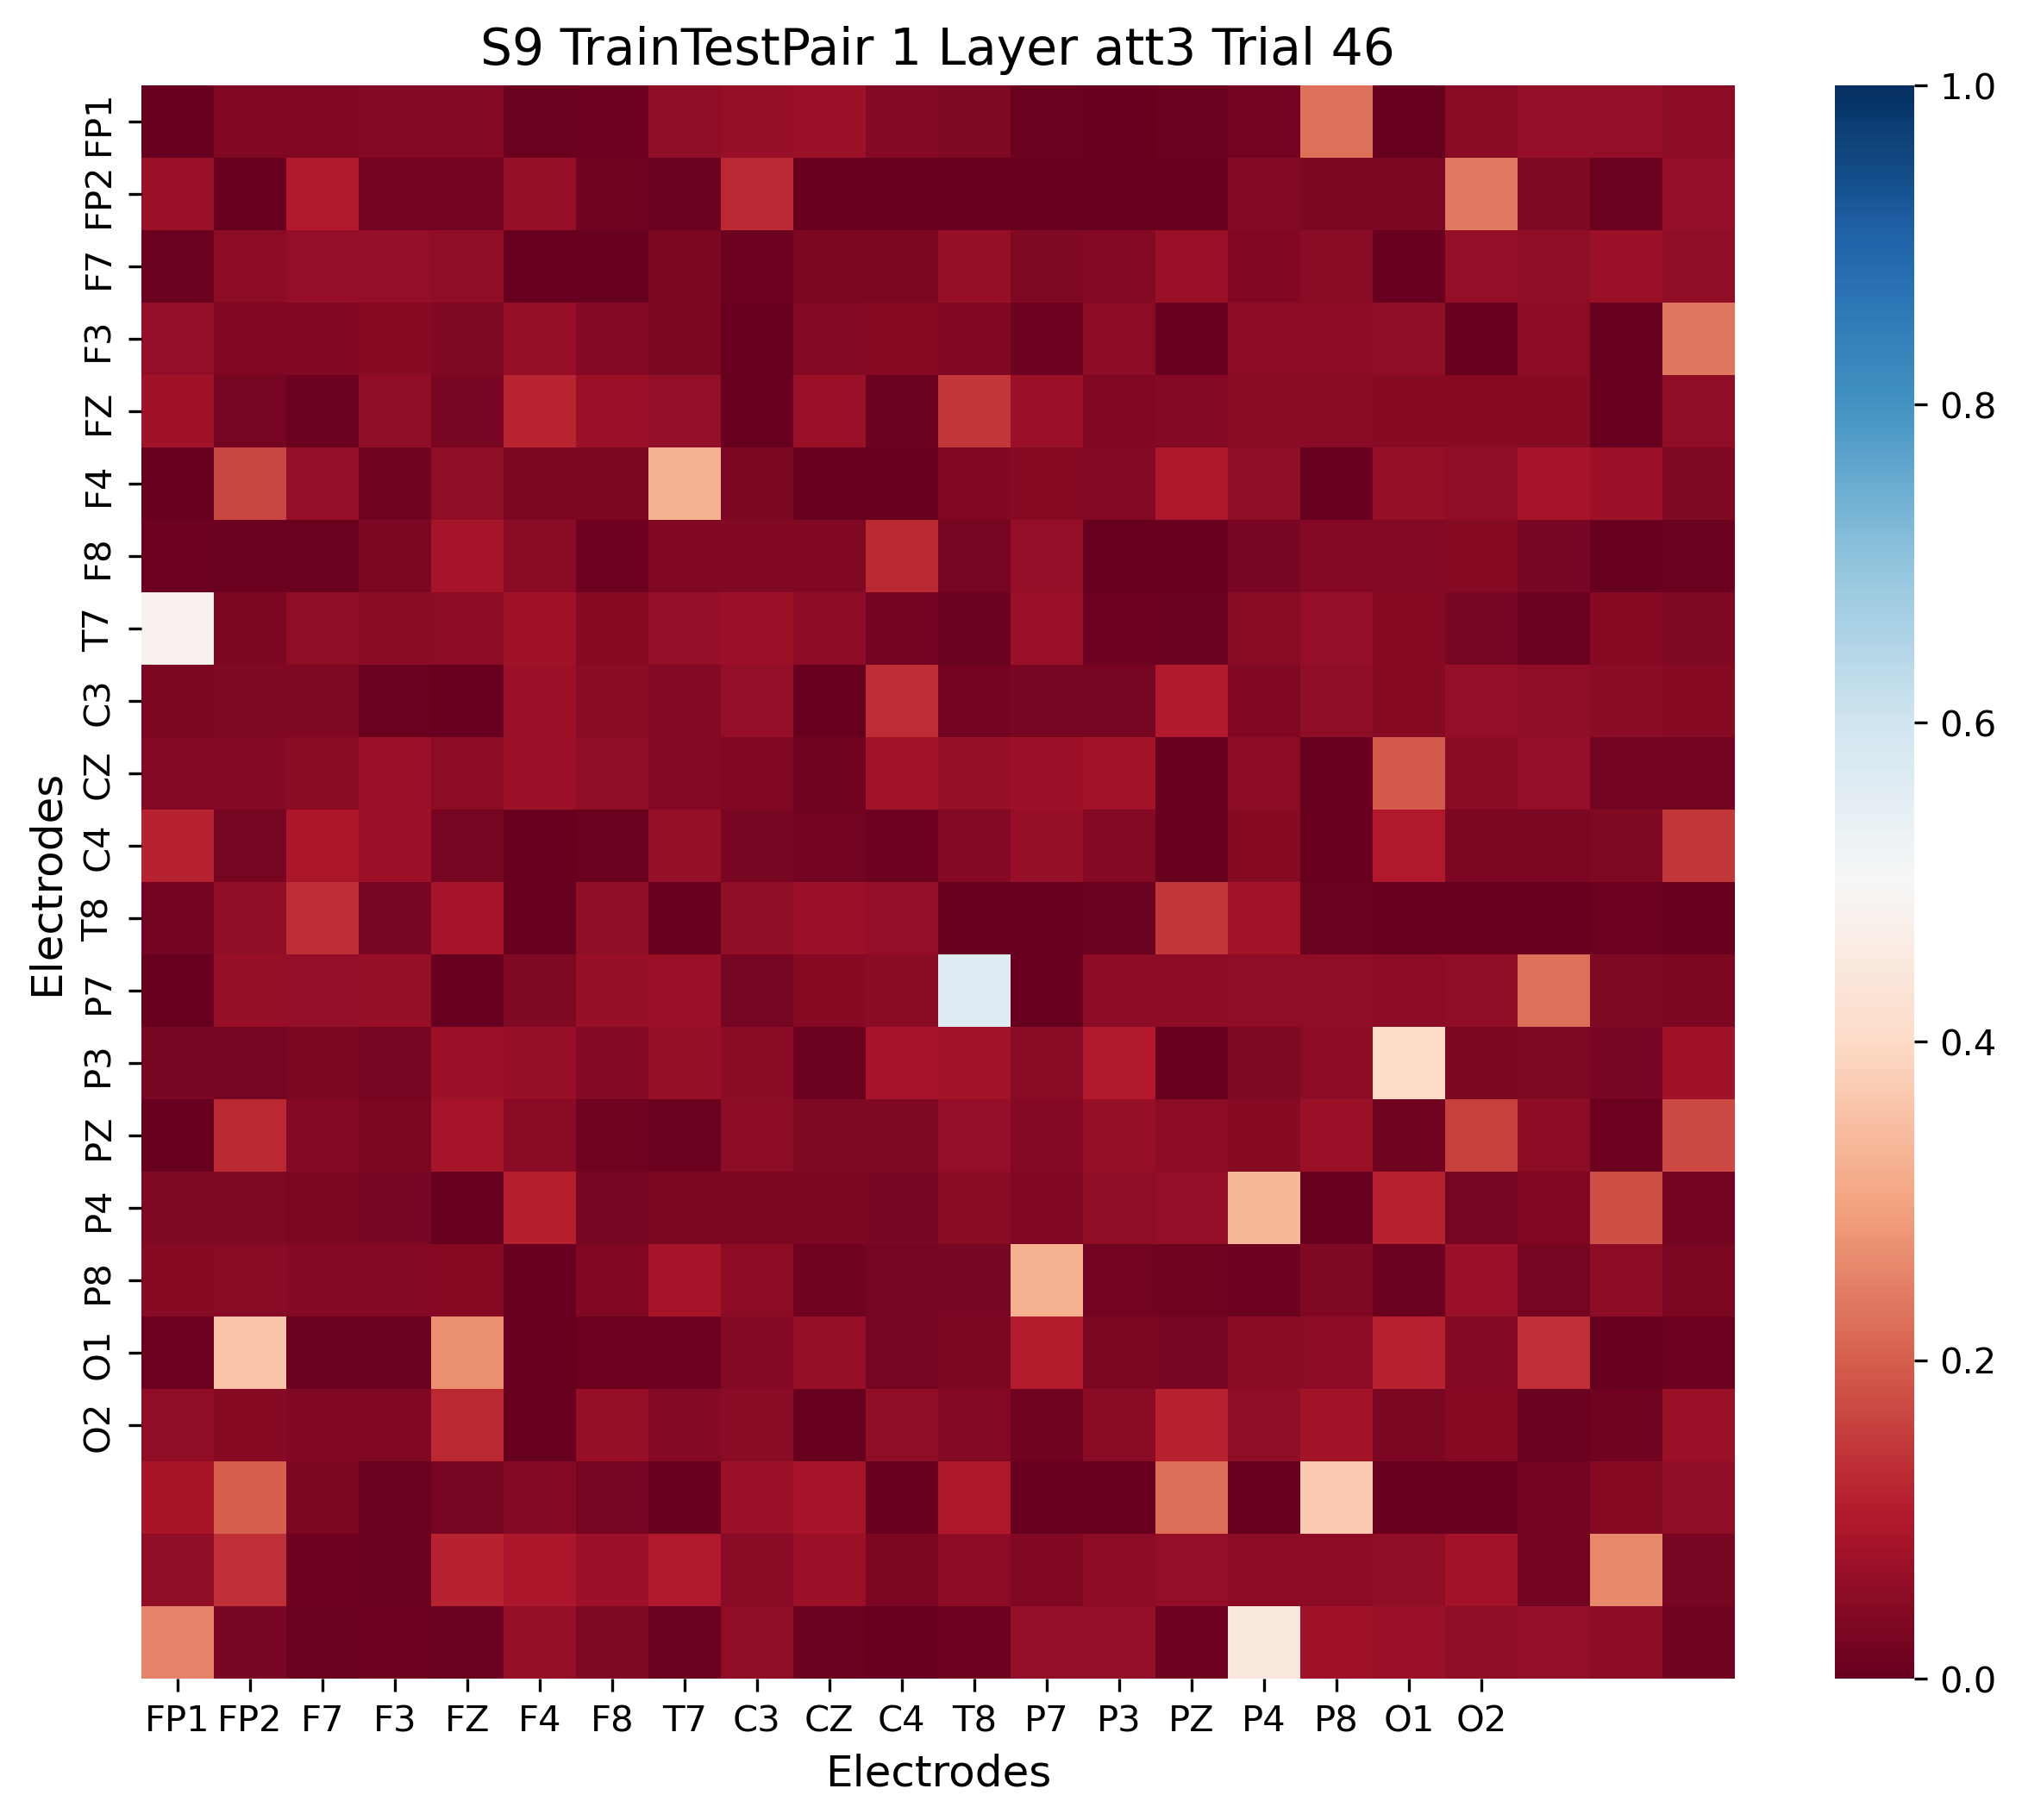 S9 TrainTestPair 1 Layer att3 Trial 46
Electrodes
FP1
FP2
F7
F3
FZ
F4
F8
T7
C3
CZ
C4
T8
P7
P3
PZ
P4
P8
O1
O2
FP1 FP2 F7 F3 FZ F4 F8 T7 C3 CZ C4 T8 P7 P3 PZ P4 P8 O1 O2
Electrodes
1.0
0.8
0.6
0.4
0.2
0.0